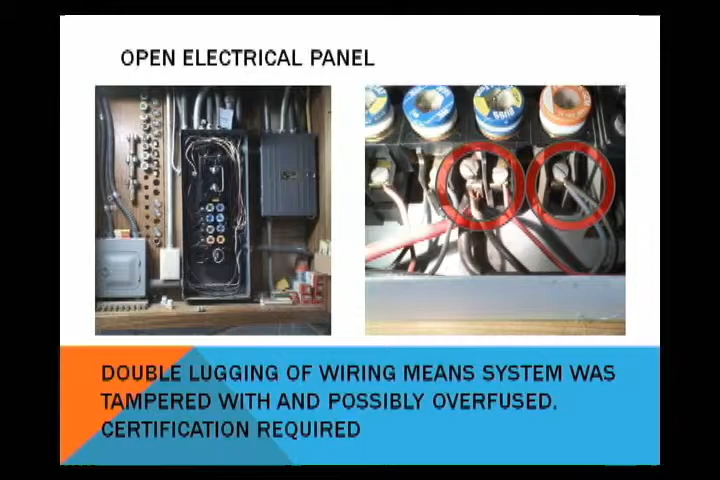 OPEN ELECTRICAL PANEL
DOUBLE LUGGING OF WIRING MEANS SYSTEM WAS
TAMPERED WITH AND POSSIBLY OVERFUSED.
CERTIFICATION REQUIRED